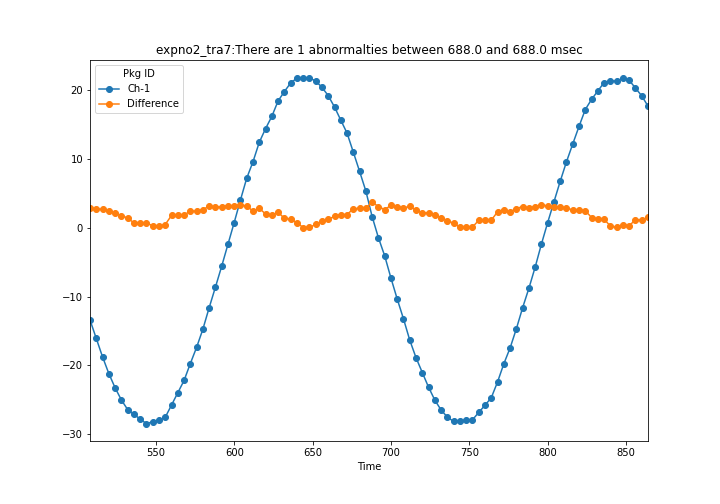 expno2_tra7:There are 1 abnormalties between 688.0 and 688.0 msec
Pkg ID
Ch-1
Difference
20
10
0
−10
−20
−30
550 600 650 700 750 800 850
Time